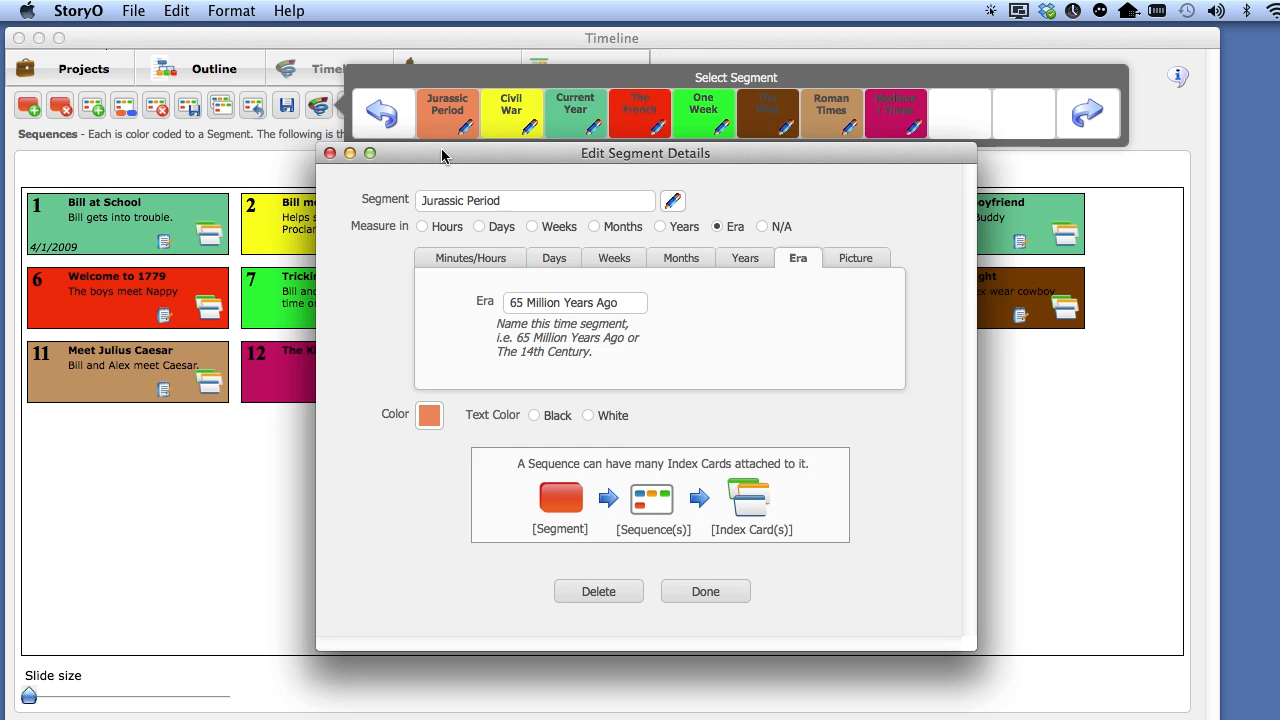 StoryO File Edit Format Help
Timeline
Projects Outline
Select Segment
Jurassic Period
Civil War
Current Year
The French
One Week
Roman Times
Sequences - Each is color coded to a Segment. The following is th
Edit Segment Details
Segment Jurassic Period
Measure in Hours Days Weeks Months Years Era N/A
Minutes/Hours Days Weeks Months Years Era Picture
Era 65 Million Years Ago
Name this time segment,
i.e. 65 Million Years Ago or
The 14th Century.
Color Text Color Black White
A Sequence can have many Index Cards attached to it.
[Segment] [Sequence(s)] [Index Card(s)]
Delete Done
1 Bill at School
Bill gets into trouble.
4/1/2009
2 Bill m
Helps s
Proclar
oyfriend
Buddy
6 Welcome to 1779
The boys meet Nappy
7 Tricki
Bill an
time o
ght
ex wear cowboy
11 Meet Julius Caesar
Bill and Alex meet Caesar.
12 The K
Slide size